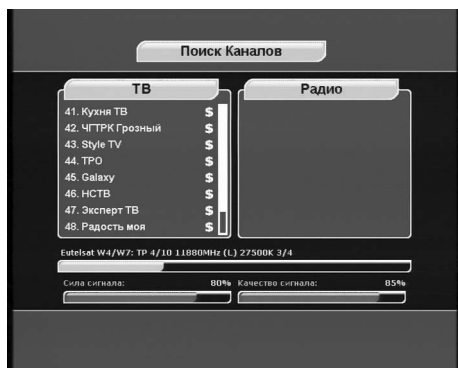 Поиск Каналов
ТВ
Радио
41. Кухня ТВ $
42. ЧГТРК Грозный $
43. Style TV $
44. ТРО $
45. Galaxy $
46. НСТВ $
47. Эксперт ТВ $
48. Радость моя $
Eutelsat W4/W7: TP 4/10 11880MHz (L) 27500K 3/4
Сила сигнала: 80% Качество сигнала: 85%